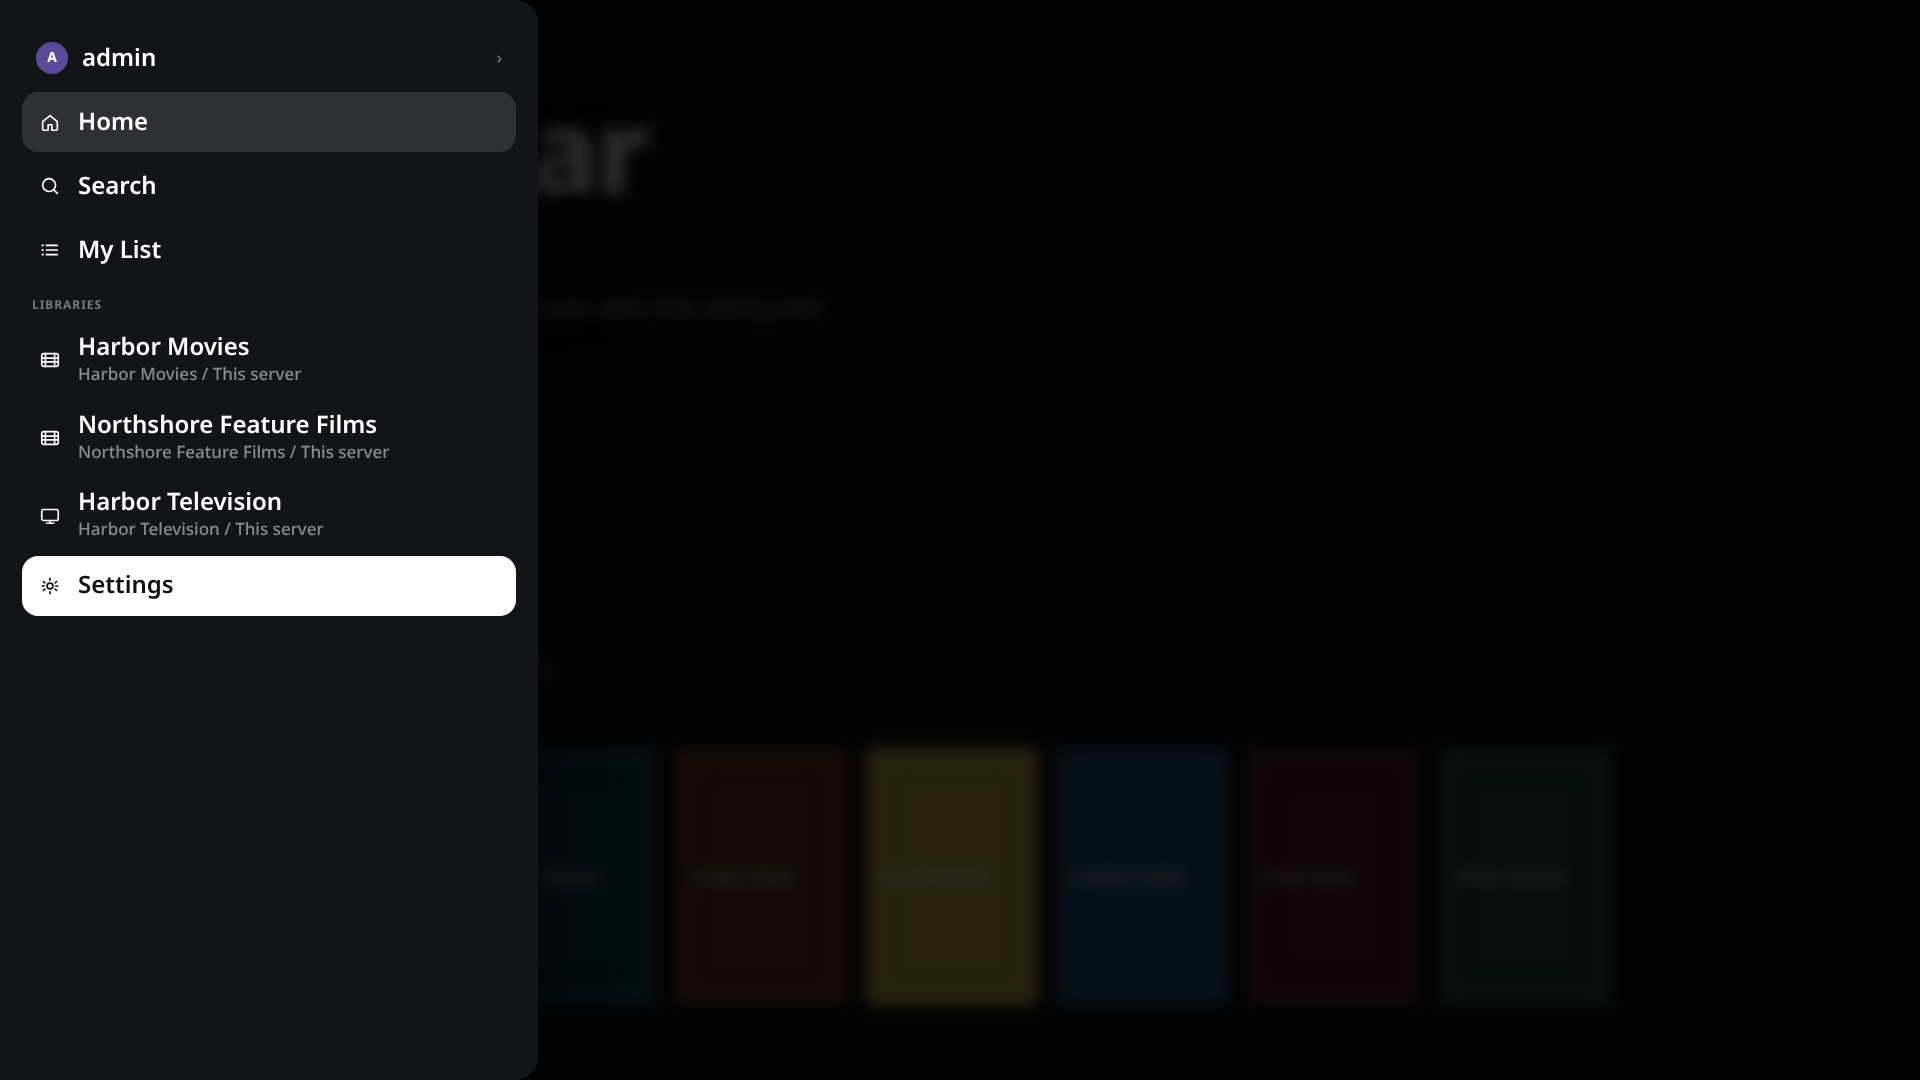 A
admin
Home
Search
My List
LIBRARIES
Harbor Movies
Harbor Movies / This server
Northshore Feature Films
Northshore Feature Films / This server
Harbor Television
Harbor Television / This server
Settings
ar